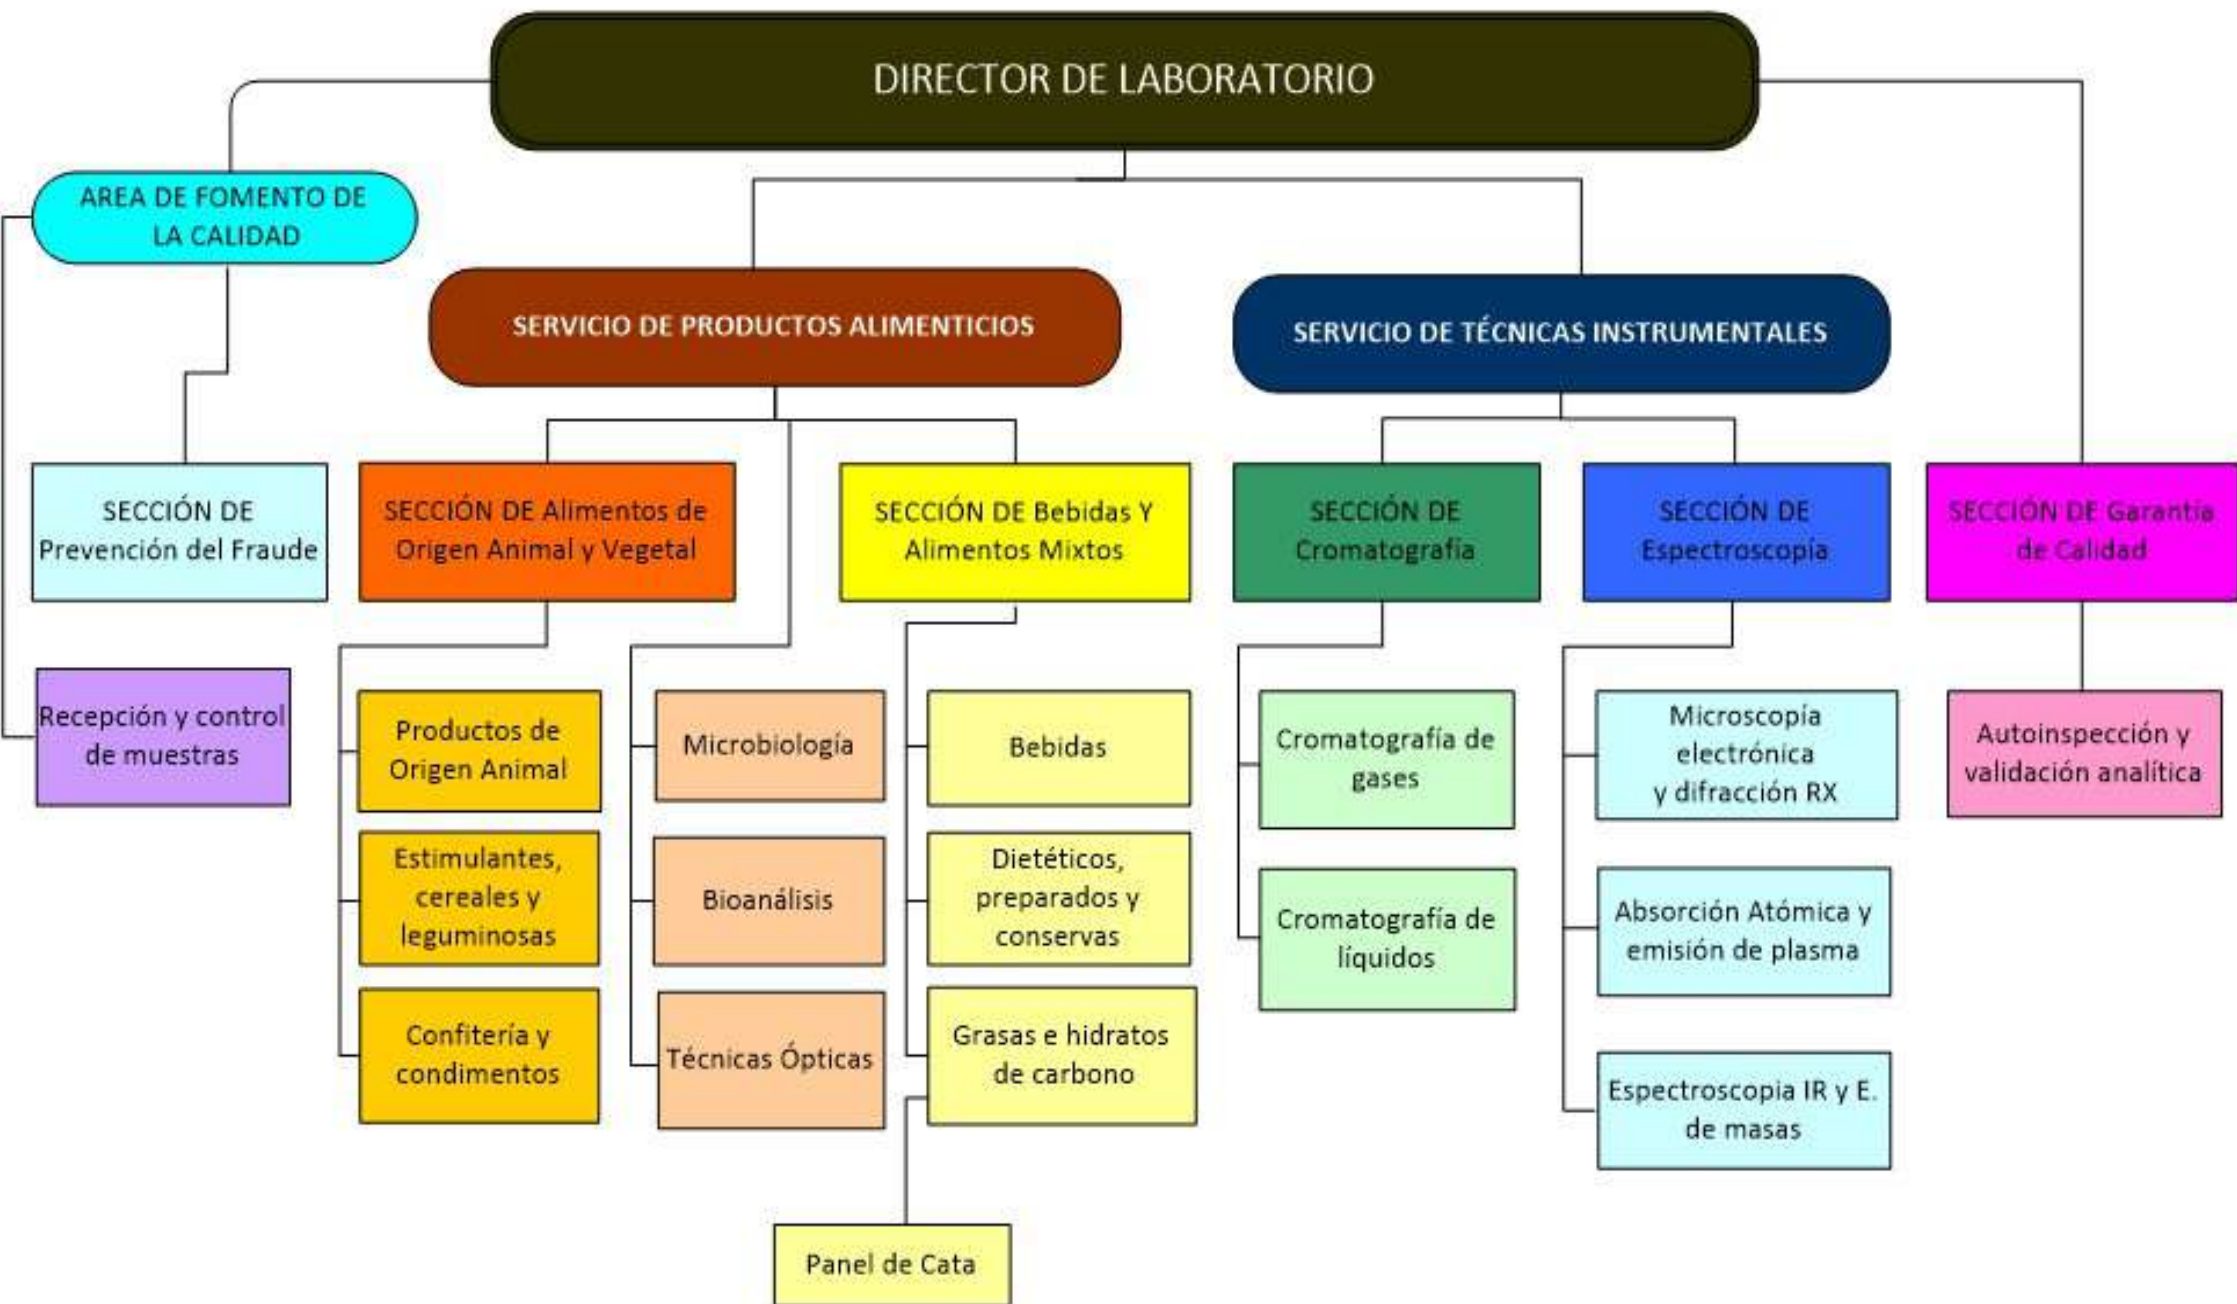 DIRECTOR DE LABORATORIO
AREA DE FOMENTO DE
LA CALIDAD
SERVICIO DE PRODUCTOS ALIMENTICIOS
SERVICIO DE TÉCNICAS INSTRUMENTALES
SECCIÓN DE
Prevención del Fraude
SECCIÓN DE Alimentos de
Origen Animal y Vegetal
SECCIÓN DE Bebidas Y
Alimentos Mixtos
SECCIÓN DE
Cromatografía
SECCIÓN DE
Espectroscopía
SECCIÓN DE Garantía
de Calidad
Recepción y control
de muestras
Productos de
Origen Animal
Microbiología
Bebidas
Cromatografía de
gases
Microscopía
electrónica
y difracción RX
Autoinspección y
validación analítica
Estimulantes,
cereales y
leguminosas
Bioanálisis
Dietéticos,
preparados y
conservas
Cromatografía de
líquidos
Absorción Atómica y
emisión de plasma
Confitería y
condimentos
Técnicas Ópticas
Grasas e hidratos
de carbono
Espectroscopia IR y E.
de masas
Panel de Cata